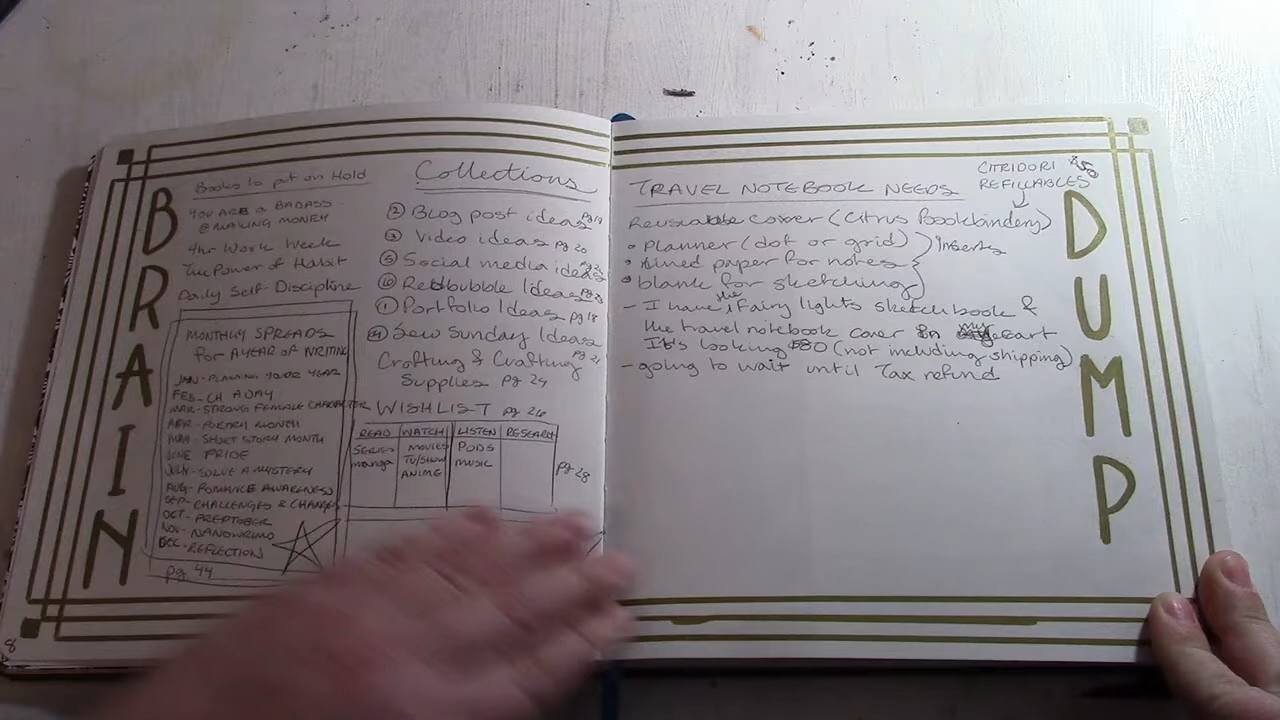 BRAIN
Books to put on Hold
YOU ARE A BADASS
@ MAKING MONEY
4hr Work Week
The Power of Habit
Daily Self-Discipline
MONTHLY SPREADS
for A YEAR OF WRITING
JAN- PLANNING YOUR YEAR
FEB- CH A DAY
MAR- STRONG FEMALE CHARACTER
APR- POETRY MONTH
MAY- SHORT STORY MONTH
JUNE PRIDE
JULY- SOLVE A MYSTERY
AUG- ROMANCE AWARENESS
SEP- CHALLENGES & CHANGES
OCT- PREPTOBER
NOV- NANOWRIMO
DEC- REFLECTION
pg 44
8
Collections
② Blog post ideas pg 19
③ Video ideas pg 20
⑤ Social media ideas
⑥ Redbubble Ideas
① Portfolio Ideas pg 18
④ Sew Sunday Ideas pg 21
Crafting & Crafting
Supplies pg 24
WISHLIST pg 26
READ WATCH LISTEN RESEARCH
SERIES MOVIES PODS
manga TV/SHOW MUSIC
ANIME
pg 28
CITRIDORI $50
REFILLABLES
TRAVEL NOTEBOOK NEEDS
Reusable cover (Citrus Bookbindery)
• Planner (dot or grid)
• Lined paper for notes
• blank for sketching
Inserts
- I have the Fairy lights sketchbook &
the travel notebook cover in cart
It's looking $80 (not including shipping)
- going to wait until Tax refund
DUMP